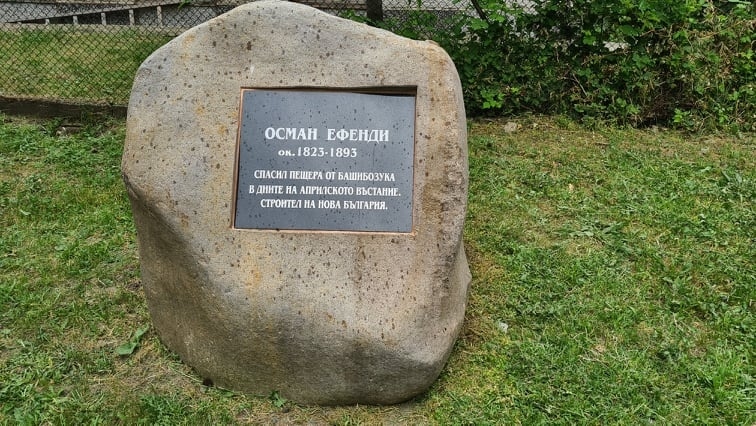 ОСМАН ЕФЕНДИ
ок. 1823-1893
СПАСИЛ ПЕЩЕРА ОТ БАШИБОЗУКА
В ДНИТЕ НА АПРИЛСКОТО ВЪСТАНИЕ.
СТРОИТЕЛ НА НОВА БЪЛГАРИЯ.